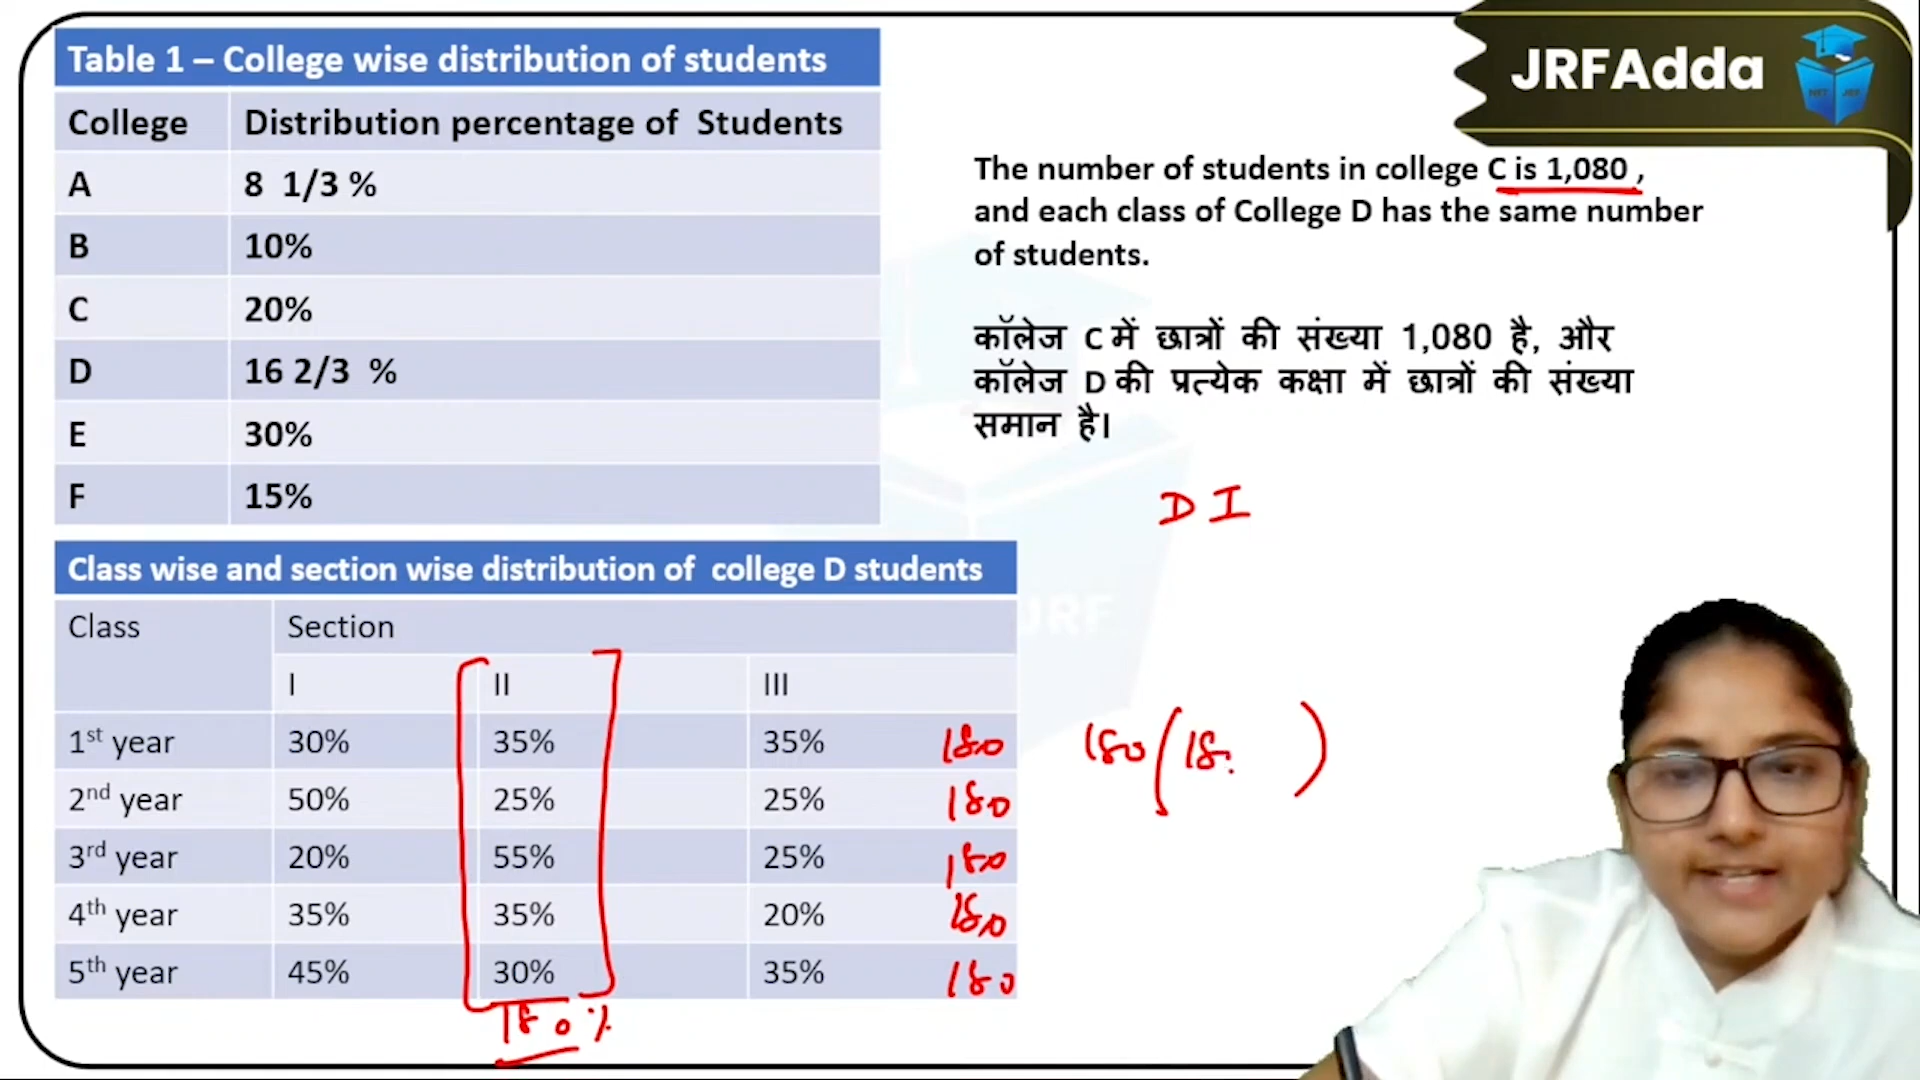 Table 1 – College wise distribution of students
College Distribution percentage of Students
A 8 1/3 %
B 10%
C 20%
D 16 2/3 %
E 30%
F 15%
JRFAdda
The number of students in college C is 1,080 ,
and each class of College D has the same number
of students.
कॉलेज C में छात्रों की संख्या 1,080 है, और
कॉलेज D की प्रत्येक कक्षा में छात्रों की संख्या
समान है।
D I
Class wise and section wise distribution of college D students
Class Section
I II III
1st year 30% 35% 35% 180
2nd year 50% 25% 25% 180
3rd year 20% 55% 25% 180
4th year 35% 35% 20% 180
5th year 45% 30% 35% 180
180 %
180 ( 18. )
JRF